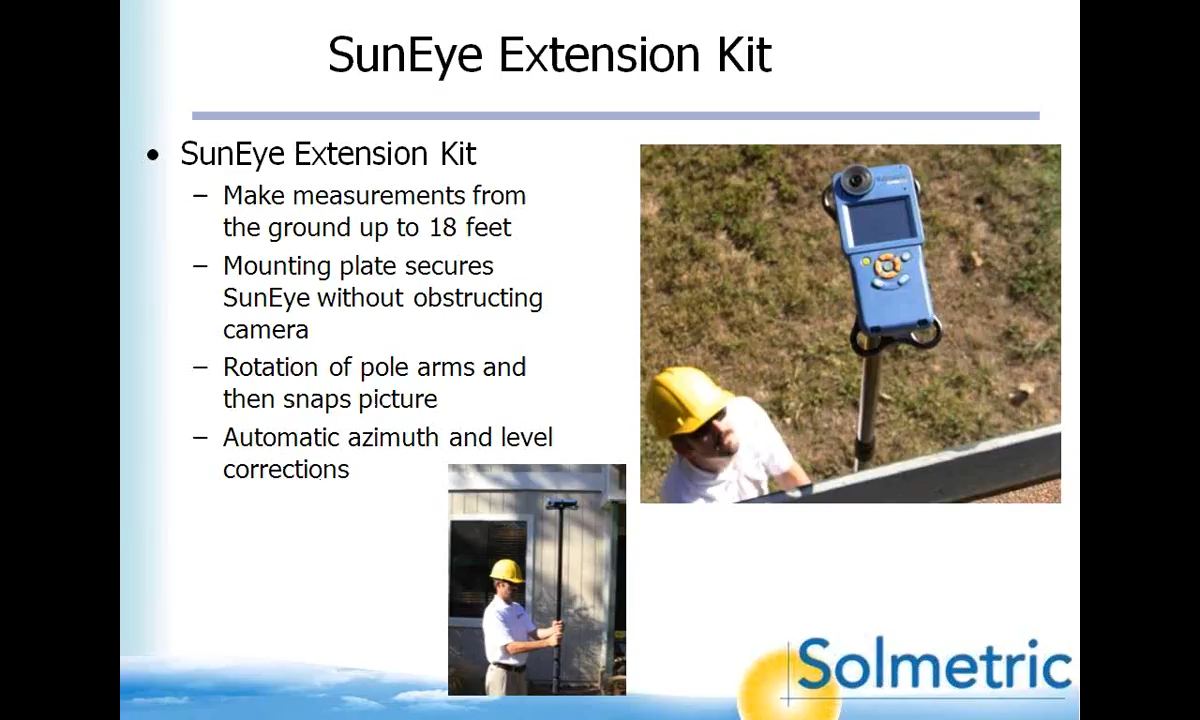 SunEye Extension Kit
• SunEye Extension Kit
– Make measurements from
the ground up to 18 feet
– Mounting plate secures
SunEye without obstructing
camera
– Rotation of pole arms and
then snaps picture
– Automatic azimuth and level
corrections
Solmetric